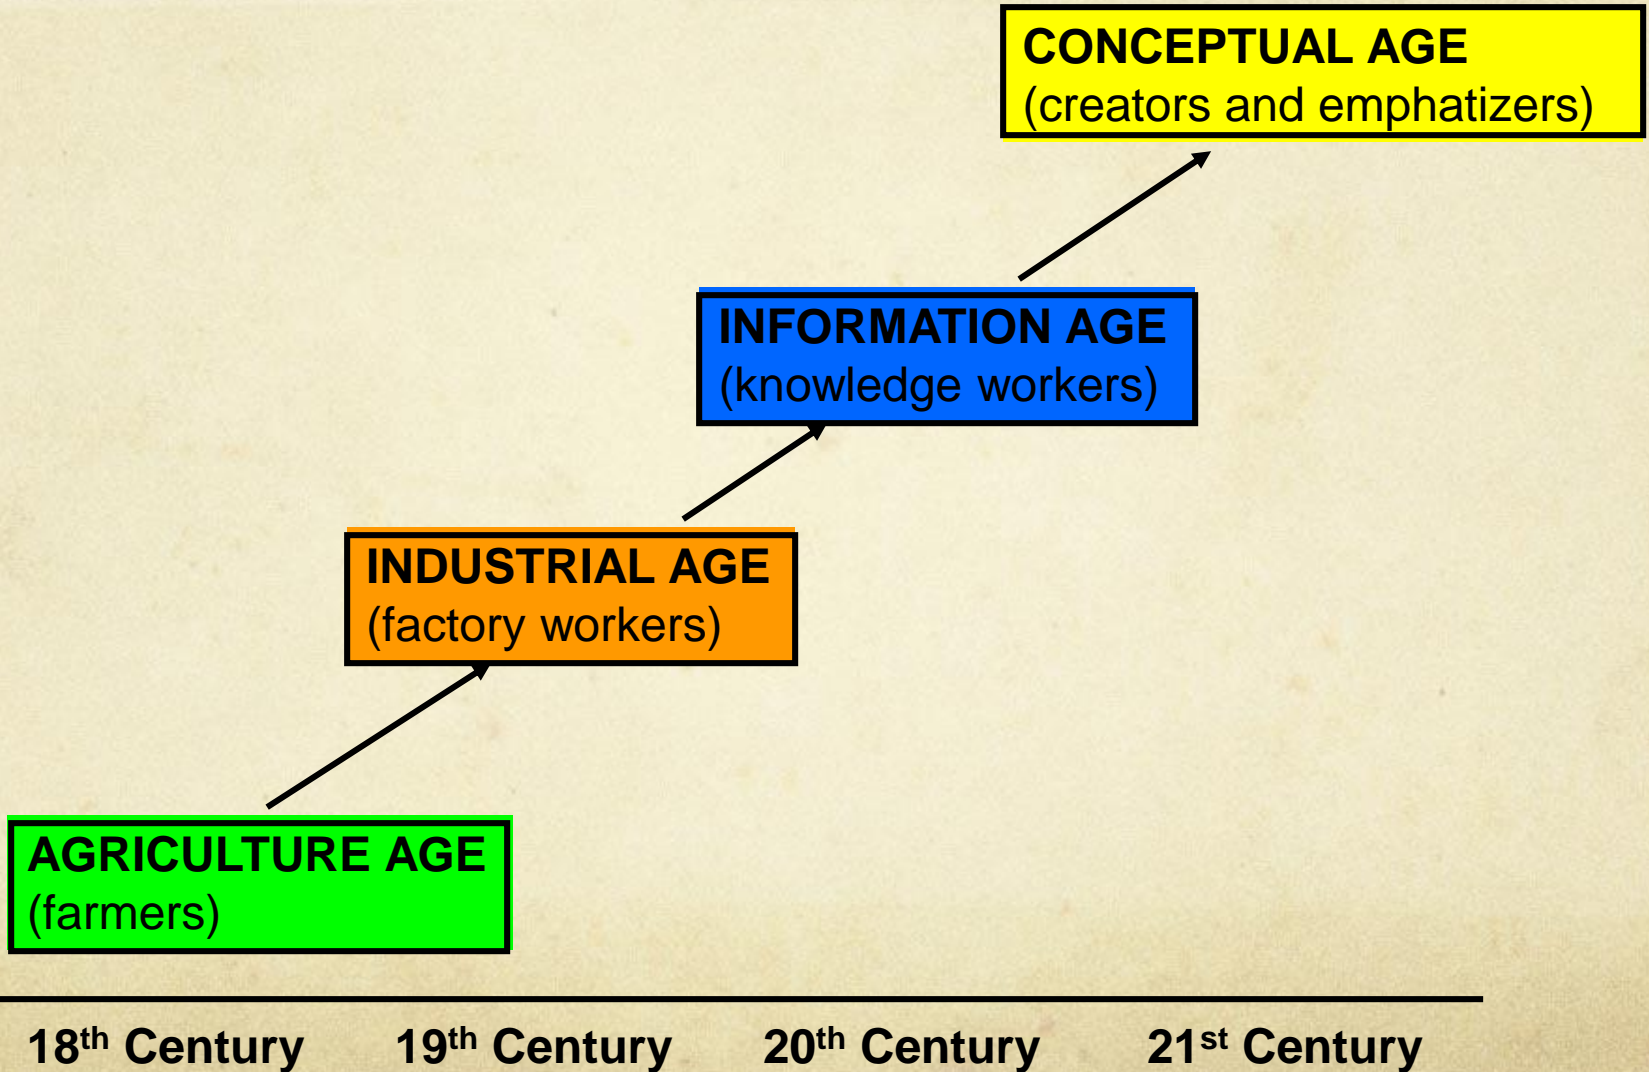 CONCEPTUAL AGE
(creators and emphatizers)
INFORMATION AGE
(knowledge workers)
INDUSTRIAL AGE
(factory workers)
AGRICULTURE AGE
(farmers)
18th Century 19th Century 20th Century 21st Century